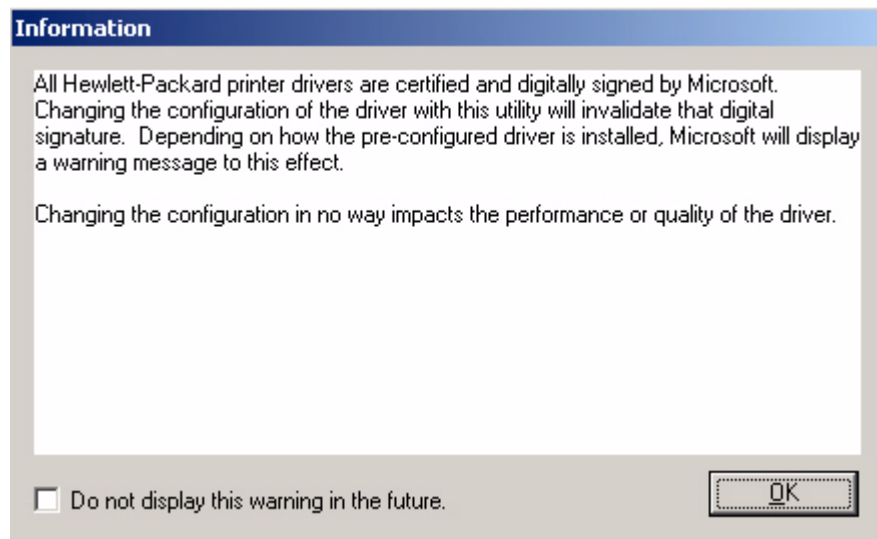 Information
All Hewlett-Packard printer drivers are certified and digitally signed by Microsoft.
Changing the configuration of the driver with this utility will invalidate that digital
signature.  Depending on how the pre-configured driver is installed, Microsoft will display
a warning message to this effect.
Changing the configuration in no way impacts the performance or quality of the driver.
Do not display this warning in the future.
OK